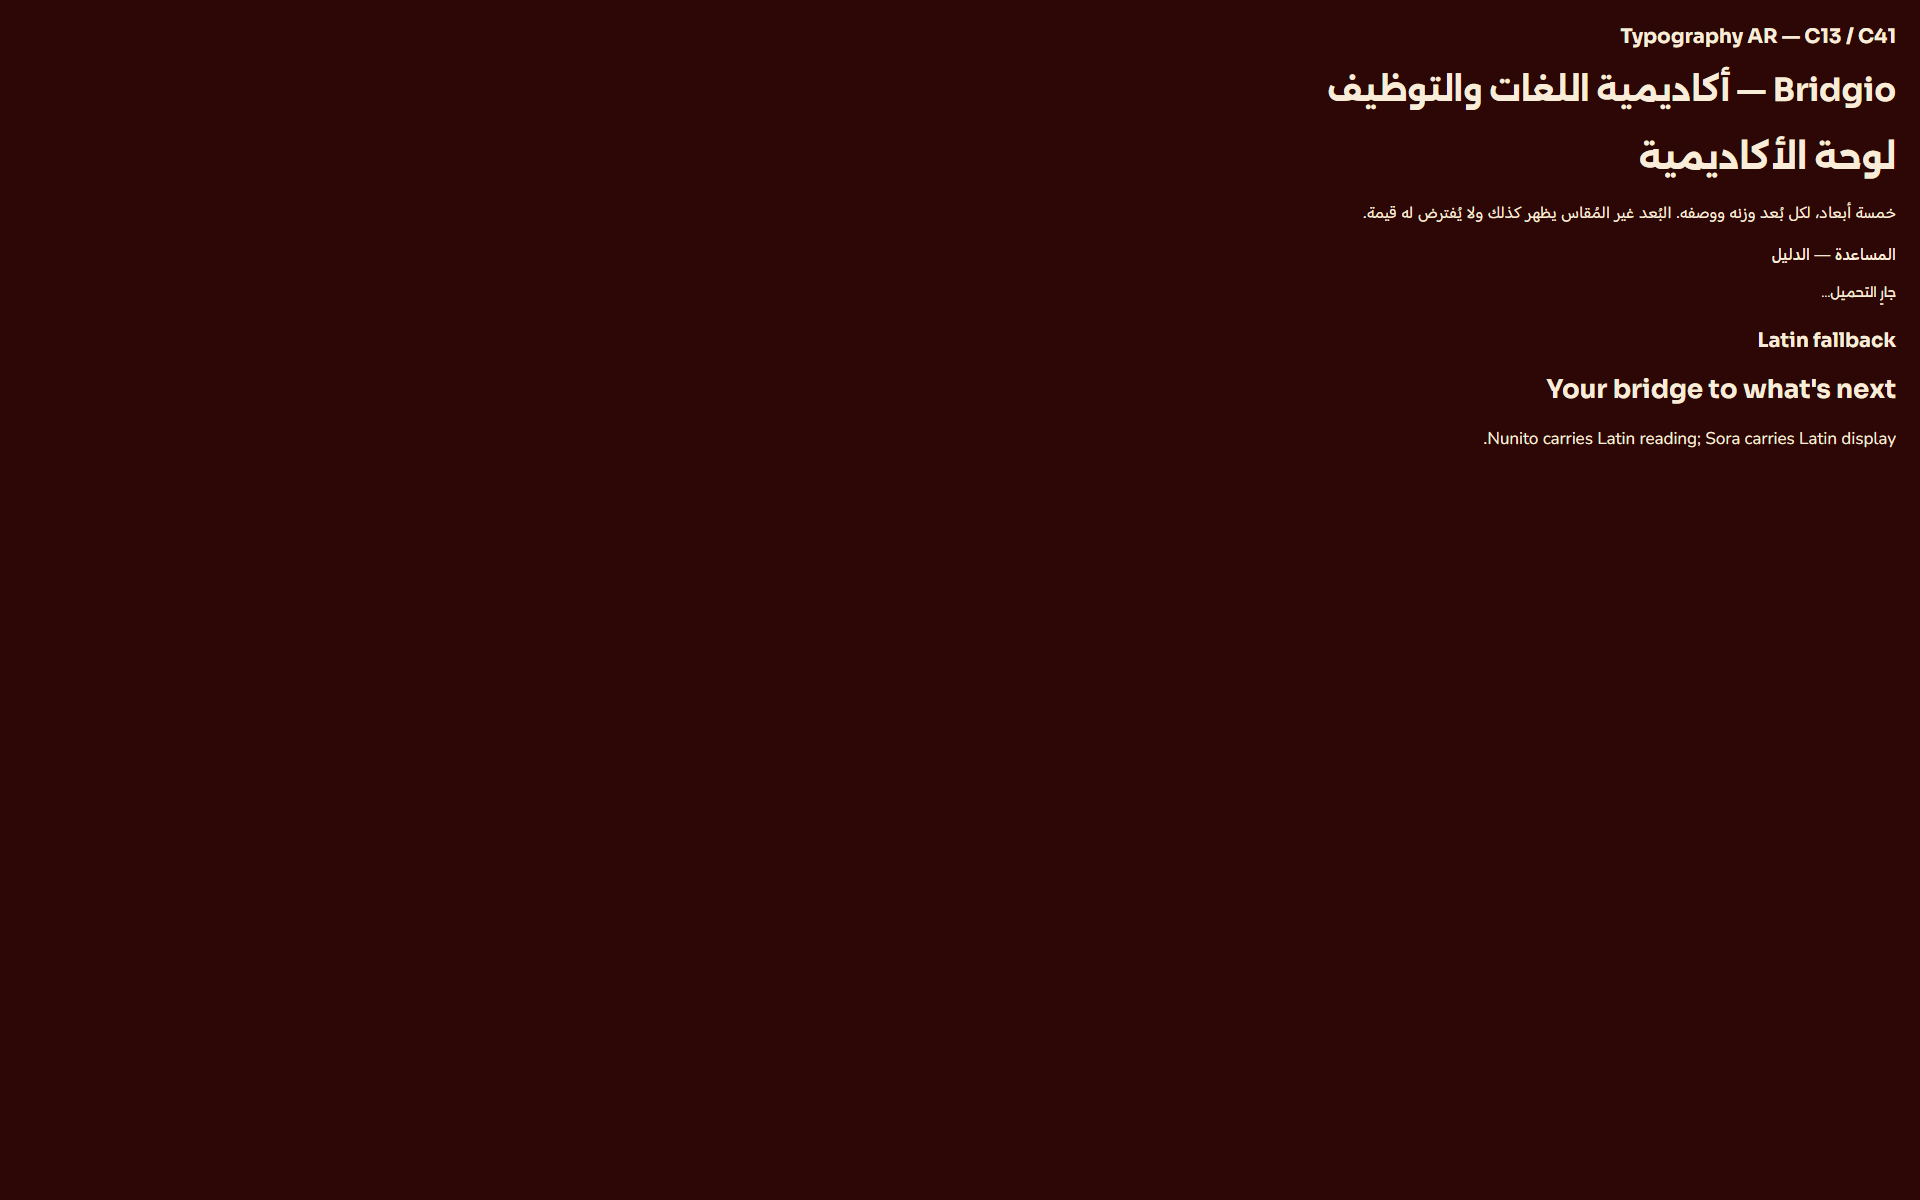 Typography AR — C13 / C41
Bridgio — أكاديمية اللغات والتوظيف
لوحة الأكاديمية
خمسة أبعاد، لكل بُعد وزنه ووصفه. البُعد غير المُقاس يظهر كذلك ولا يُفترض له قيمة.
المساعدة — الدليل
جارٍ التحميل...
Latin fallback
Your bridge to what's next
Nunito carries Latin reading; Sora carries Latin display.